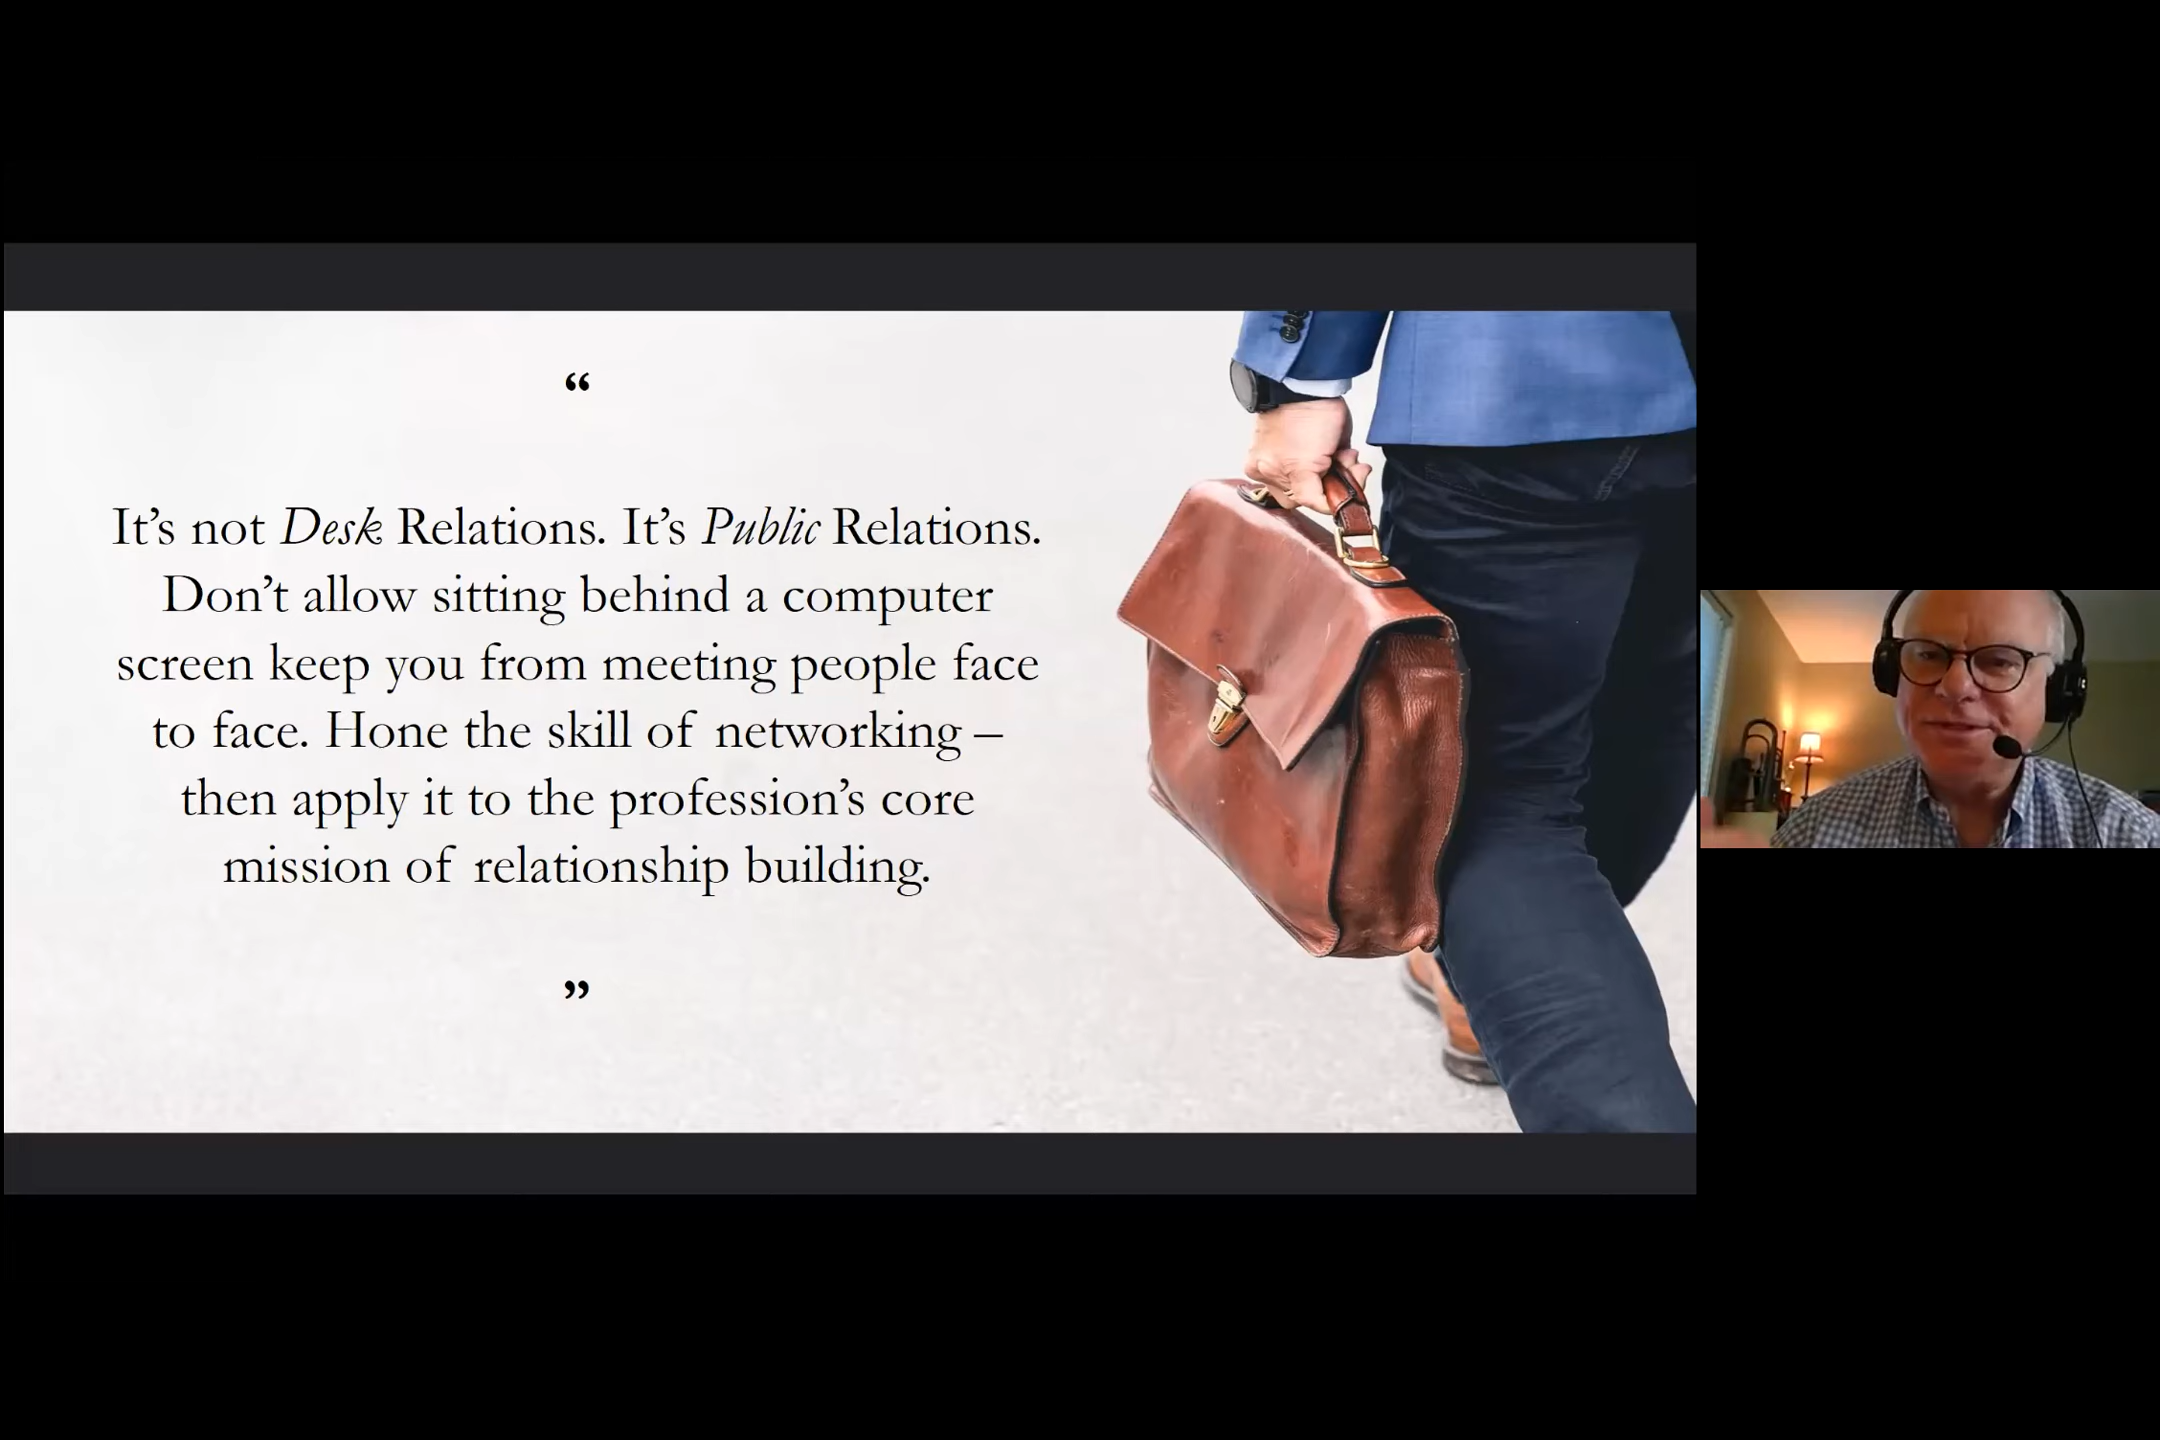 “
It’s not Desk Relations. It’s Public Relations.
Don’t allow sitting behind a computer
screen keep you from meeting people face
to face. Hone the skill of networking –
then apply it to the profession’s core
mission of relationship building.
”